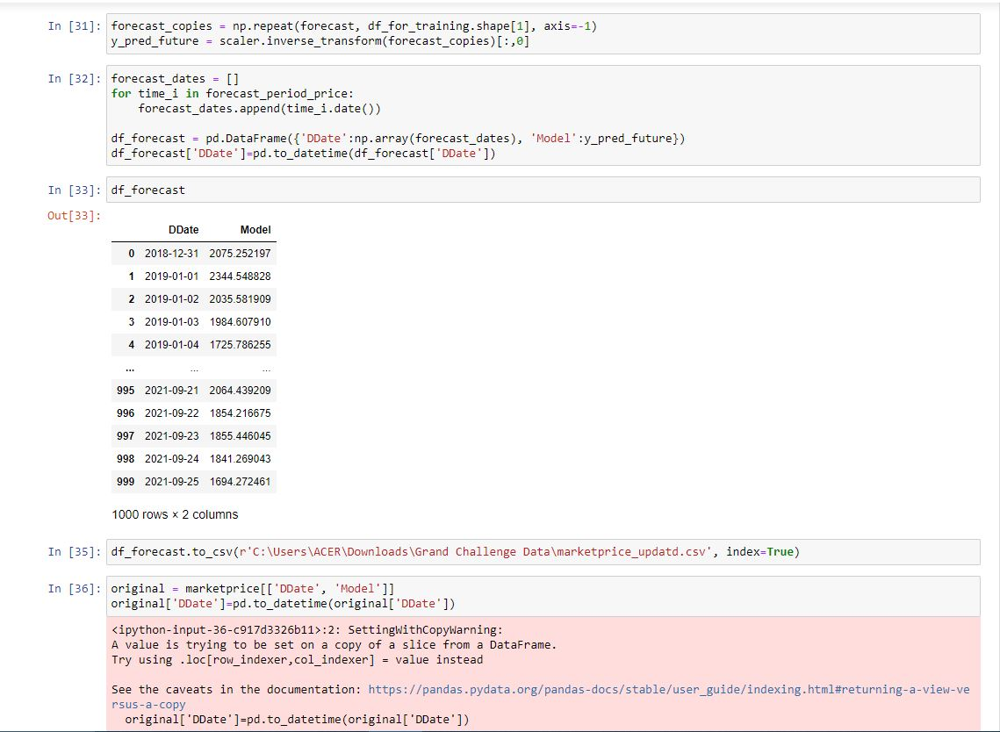 In [31]: forecast_copies = np.repeat(forecast, df_for_training.shape[1], axis=-1)
y_pred_future = scaler.inverse_transform(forecast_copies)[:,0]
In [32]: forecast_dates = []
for time_i in forecast_period_price:
    forecast_dates.append(time_i.date())
df_forecast = pd.DataFrame({'DDate':np.array(forecast_dates), 'Model':y_pred_future})
df_forecast['DDate']=pd.to_datetime(df_forecast['DDate'])
In [33]: df_forecast
Out[33]:
DDate Model
0 2018-12-31 2075.252197
1 2019-01-01 2344.548828
2 2019-01-02 2035.581909
3 2019-01-03 1984.607910
4 2019-01-04 1725.786255
... ... ...
995 2021-09-21 2064.439209
996 2021-09-22 1854.216675
997 2021-09-23 1855.446045
998 2021-09-24 1841.269043
999 2021-09-25 1694.272461
1000 rows × 2 columns
In [35]: df_forecast.to_csv(r'C:\Users\ACER\Downloads\Grand Challenge Data\marketprice_updatd.csv', index=True)
In [36]: original = marketprice[['DDate', 'Model']]
original['DDate']=pd.to_datetime(original['DDate'])
<ipython-input-36-c917d3326b11>:2: SettingWithCopyWarning:
A value is trying to be set on a copy of a slice from a DataFrame.
Try using .loc[row_indexer,col_indexer] = value instead
See the caveats in the documentation: https://pandas.pydata.org/pandas-docs/stable/user_guide/indexing.html#returning-a-view-ve
rsus-a-copy
  original['DDate']=pd.to_datetime(original['DDate'])